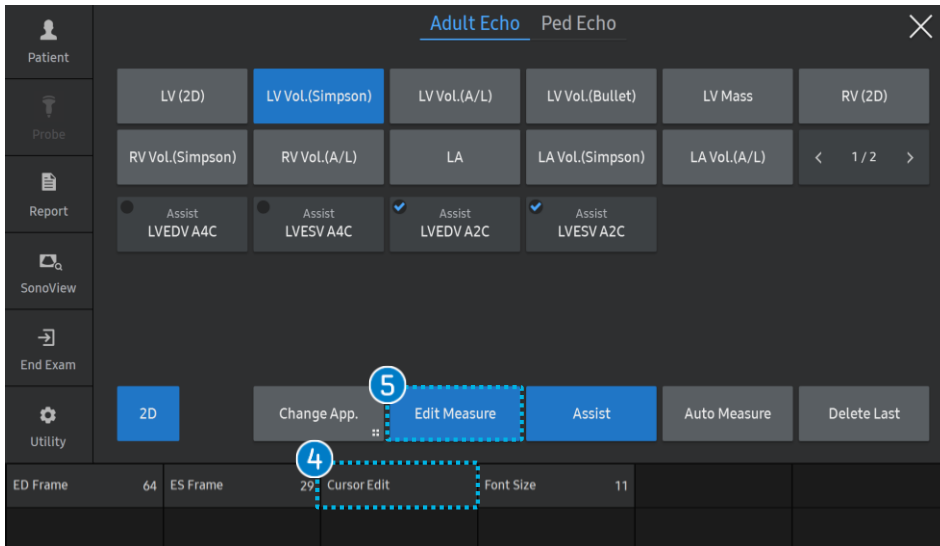 Adult Echo Ped Echo
Patient
Probe
Report
SonoView
End Exam
Utility
LV (2D) LV Vol.(Simpson) LV Vol.(A/L) LV Vol.(Bullet) LV Mass RV (2D)
RV Vol.(Simpson) RV Vol.(A/L) LA LA Vol.(Simpson) LA Vol.(A/L) < 1 / 2 >
Assist Assist Assist Assist
LVEDV A4C LVESV A4C LVEDV A2C LVESV A2C
5
2D Change App. Edit Measure Assist Auto Measure Delete Last
4
ED Frame 64 ES Frame 29 Cursor Edit Font Size 11